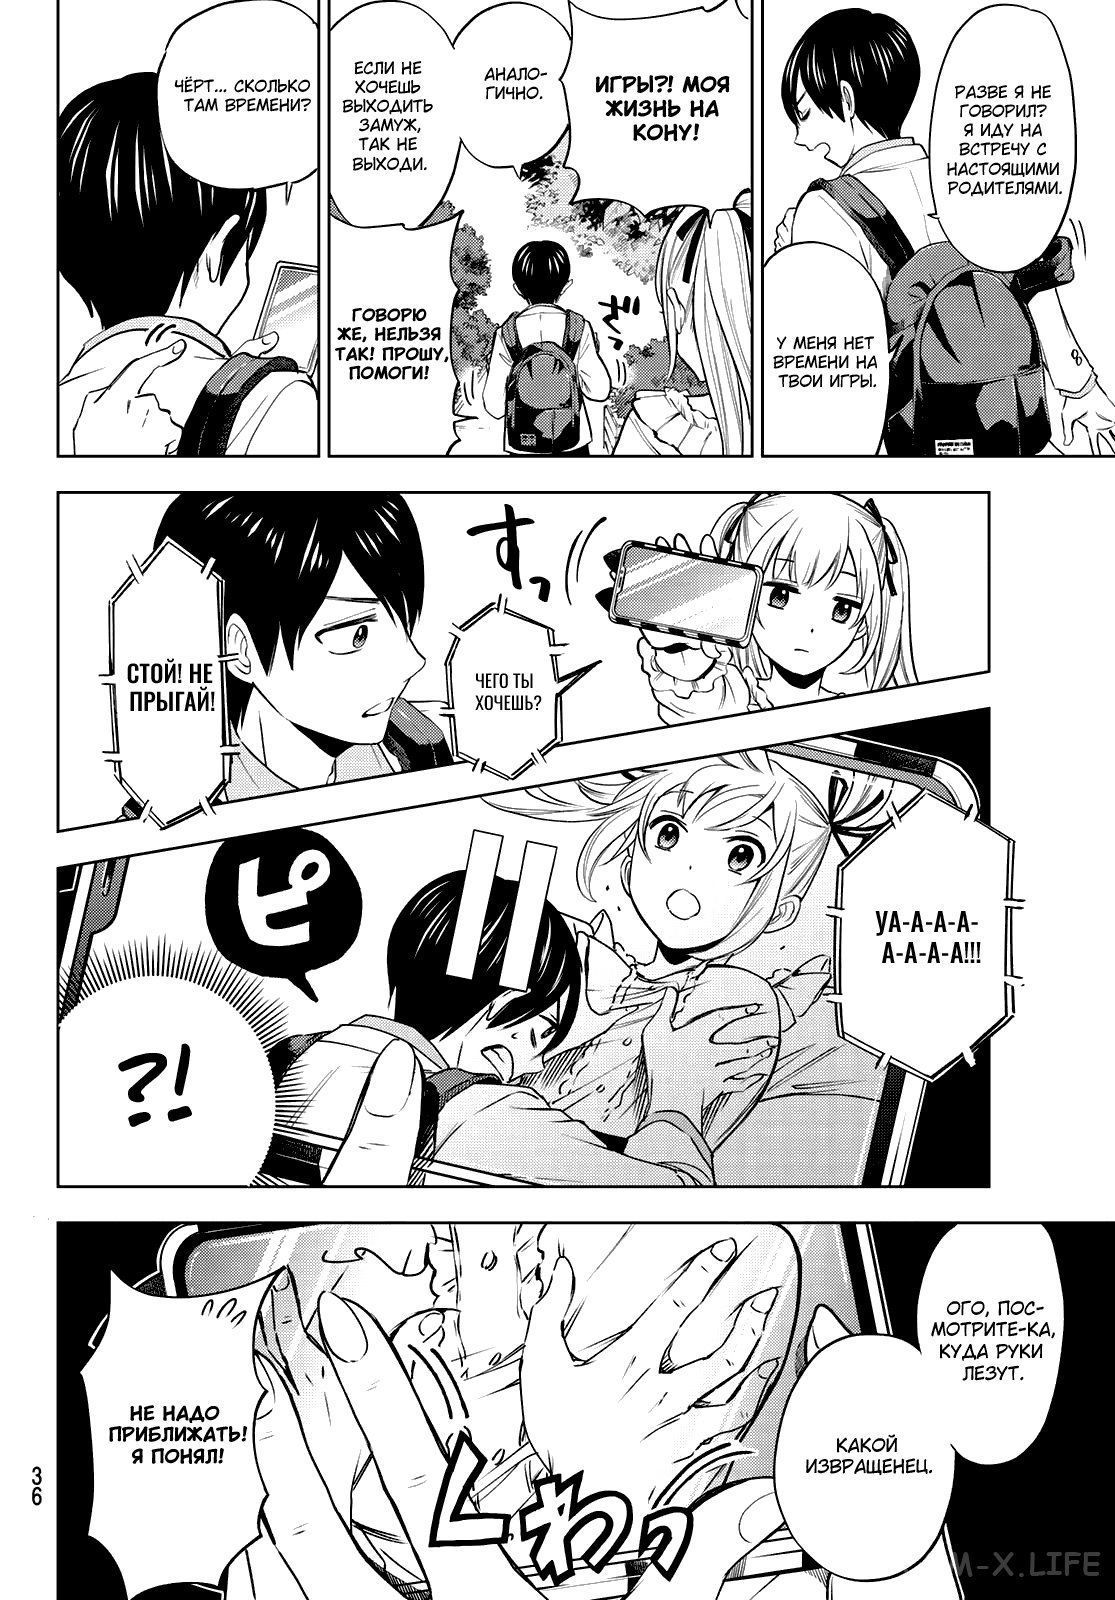 РАЗВЕ Я НЕ
ГОВОРИЛ?
Я ИДУ НА
ВСТРЕЧУ С
НАСТОЯЩИМИ
РОДИТЕЛЯМИ.
У МЕНЯ НЕТ
ВРЕМЕНИ НА
ТВОИ ИГРЫ.
ИГРЫ?! МОЯ
ЖИЗНЬ НА
КОНУ!
АНАЛО-
ГИЧНО.
ЕСЛИ НЕ
ХОЧЕШЬ
ВЫХОДИТЬ
ЗАМУЖ,
ТАК НЕ
ВЫХОДИ.
ГОВОРЮ
ЖЕ, НЕЛЬЗЯ
ТАК! ПРОШУ,
ПОМОГИ!
ЧЁРТ... СКОЛЬКО
ТАМ ВРЕМЕНИ?
すっ
ЧЕГО ТЫ
ХОЧЕШЬ?
СТОЙ! НЕ
ПРЫГАЙ!
УА-А-А-А-
А-А-А-А!!!
ピ
?!
ОГО, ПОС-
МОТРИТЕ-КА,
КУДА РУКИ
ЛЕЗУТ.
КАКОЙ
ИЗВРАЩЕНЕЦ.
НЕ НАДО
ПРИБЛИЖАТЬ!
Я ПОНЯЛ!
くわっ
36
M-X.LIFE